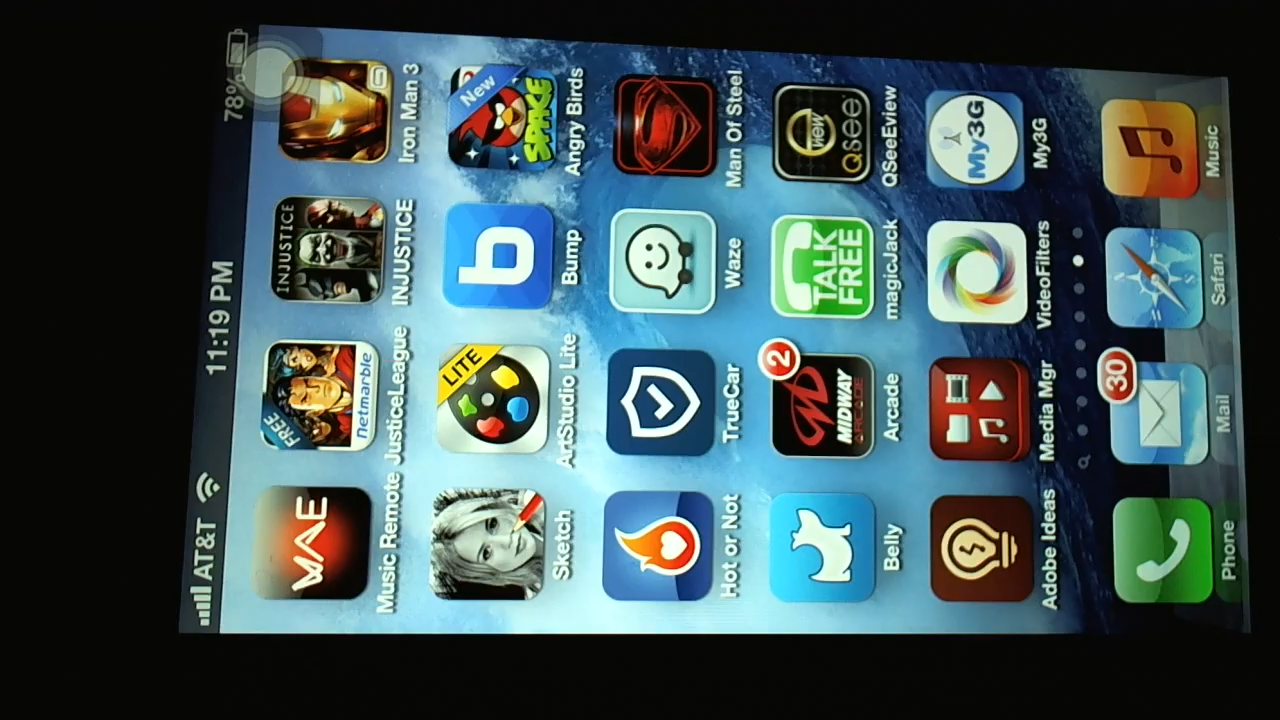 AT&T 11:19 PM 78%
WAE FREE Netmarble INJUSTICE
Music Remote JusticeLeague INJUSTICE Iron Man 3
LITE b New SPACE
Sketch ArtStudio Lite Bump Angry Birds
Hot or Not TrueCar Waze Man Of Steel
2 MIDWAY ARCADE TALK FREE eview QSee
Belly Arcade magicJack QSeeEview
My3G
Adobe Ideas Media Mgr VideoFilters My3G
30
Phone Mail Safari Music